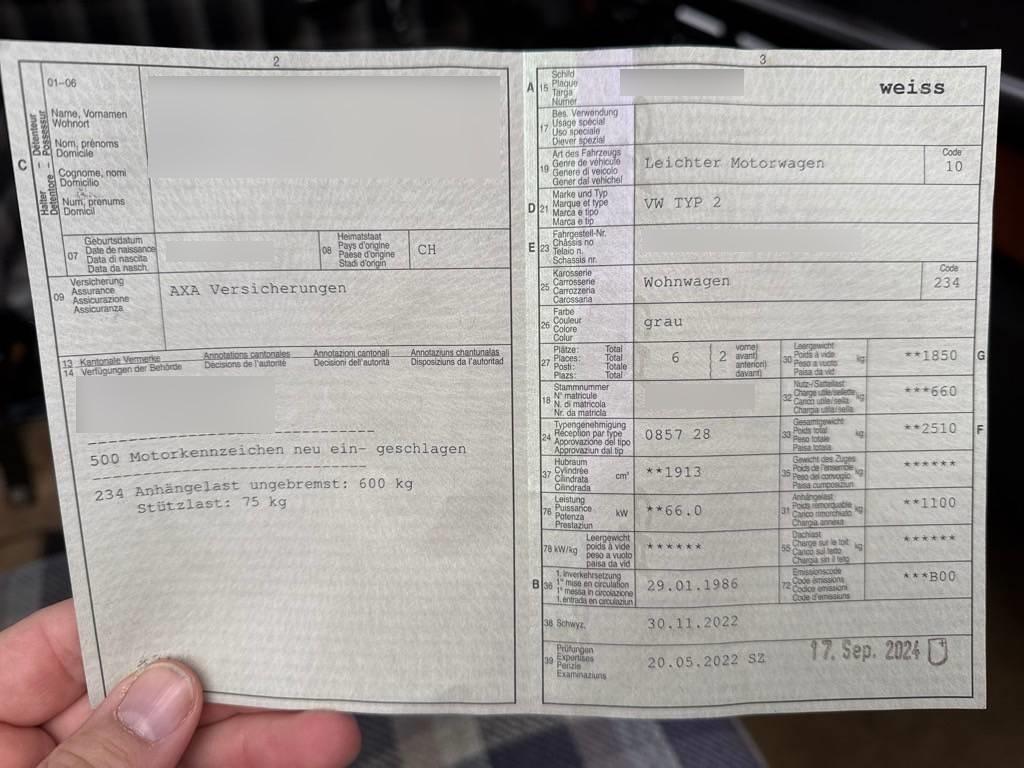 2
01–06
Halter
Détenteur
Detentore
Possessur
C
Name, Vornamen
Wohnort
Nom, prénoms
Domicile
Cognome, nomi
Domicilio
Num, prenums
Domicil
07
Geburtsdatum
Date de naissance
Data di nascita
Data da nasch.
08
Heimatstaat
Pays d'origine
Paese d'origine
Stadi d'origin
CH
09
Versicherung
Assurance
Assicurazione
Assicuranza
AXA Versicherungen
13 Kantonale Vermerke Annotations cantonales Annotazioni cantonali Annotaziuns chantunalas
14 Verfügungen der Behörde Décisions de l'autorité Decisioni dell'autorità Disposiziuns da l'autoritad
500 Motorkennzeichen neu ein- geschlagen
234 Anhängelast ungebremst: 600 kg
Stützlast: 75 kg
3
A 15
Schild
Plaque
Targa
Numer
weiss
17
Bes. Verwendung
Usage spécial
Uso speciale
Diever spezial
19
Art des Fahrzeugs
Genre de véhicule
Genere di veicolo
Gener dal vehichel
Leichter Motorwagen
Code
10
D 21
Marke und Typ
Marque et type
Marca e tipo
Marca e tip
VW TYP 2
E 23
Fahrgestell-Nr.
Châssis no
Telaio n.
Schassis nr.
25
Karosserie
Carrosserie
Carrozzeria
Carossaria
Wohnwagen
Code
234
26
Farbe
Couleur
Colore
Colur
grau
27
Plätze: Total
Places: Total
Posti: Totale
Plazs: Total
6 2
vorne)
avant)
anteriori)
davant)
30
Leergewicht
Poids à vide
Peso a vuoto
Paisa da vid
kg
**1850
G
18
Stammnummer
N° matricule
N. di matricola
Nr. da matricla
32
Nutz-/Sattellast
Charge utile/sellette
Carico utile/sella
Chargia utila/sella
kg
***660
24
Typengenehmigung
Réception par type
Approvazione del tipo
Approvaziun dal tip
0857 28
33
Gesamtgewicht
Poids total
Peso totale
Paisa totala
kg
**2510
F
37
Hubraum
Cylindrée
Cilindrata
Cilindrada
cm³
**1913
35
Gewicht des Zuges
Poids de l'ensemble
Peso del convoglio
Paisa cumposiziun
kg
******
76
Leistung
Puissance
Potenza
Prestaziun
kW
**66.0
31
Anhängelast
Poids remorquable
Carico rimorchiato
Chargia annexa
kg
**1100
78 kW/kg
Leergewicht
poids à vide
peso a vuoto
paisa da vid
******
55
Dachlast
Charge sur le toit
Carico sul tetto
Chargia sin il tetg
kg
******
B 36
1. Inverkehrsetzung
1re mise en circulation
1a messa in circolazione
1. entrada en circulaziun
29.01.1986
72
Emissionscode
Code émissions
Codice emissioni
Code d'emissiuns
***B00
38 Schwyz,
30.11.2022
39
Prüfungen
Expertises
Perizie
Examinaziuns
20.05.2022 SZ
17. Sep. 2024